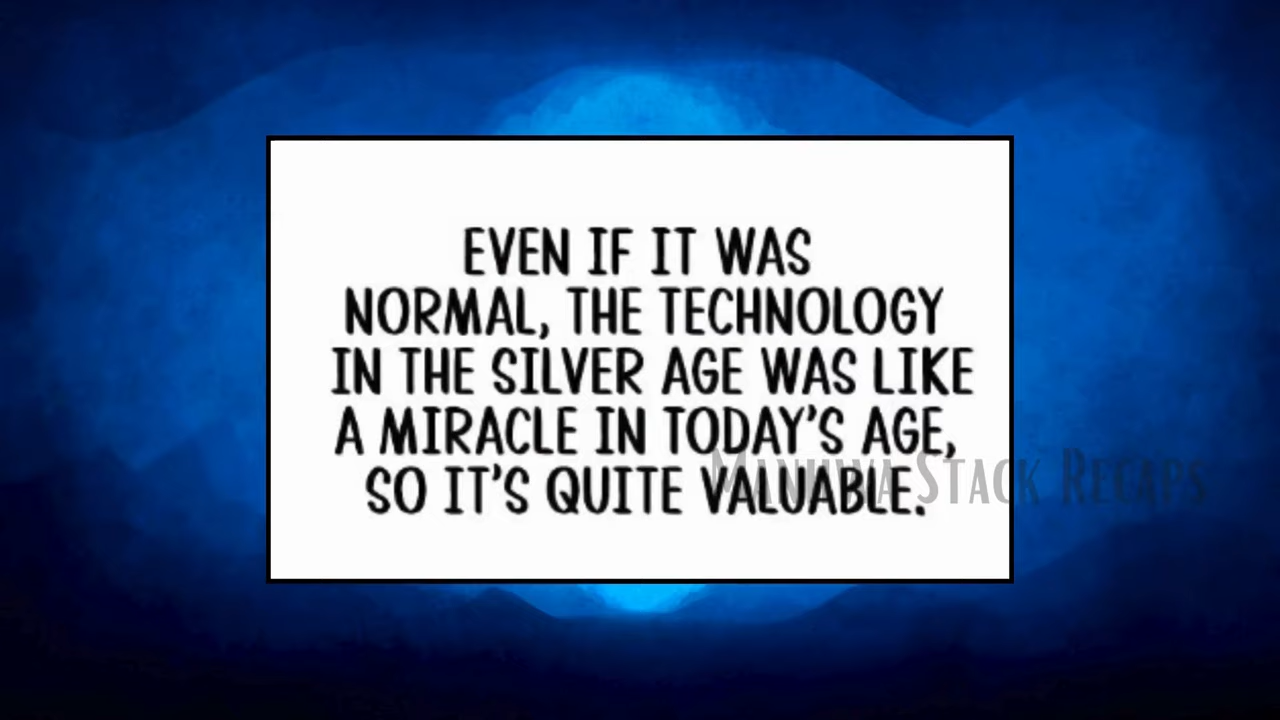 EVEN IF IT WAS
NORMAL, THE TECHNOLOGY
IN THE SILVER AGE WAS LIKE
A MIRACLE IN TODAY'S AGE,
SO IT'S QUITE VALUABLE.
MANHWA STACK RECAPS